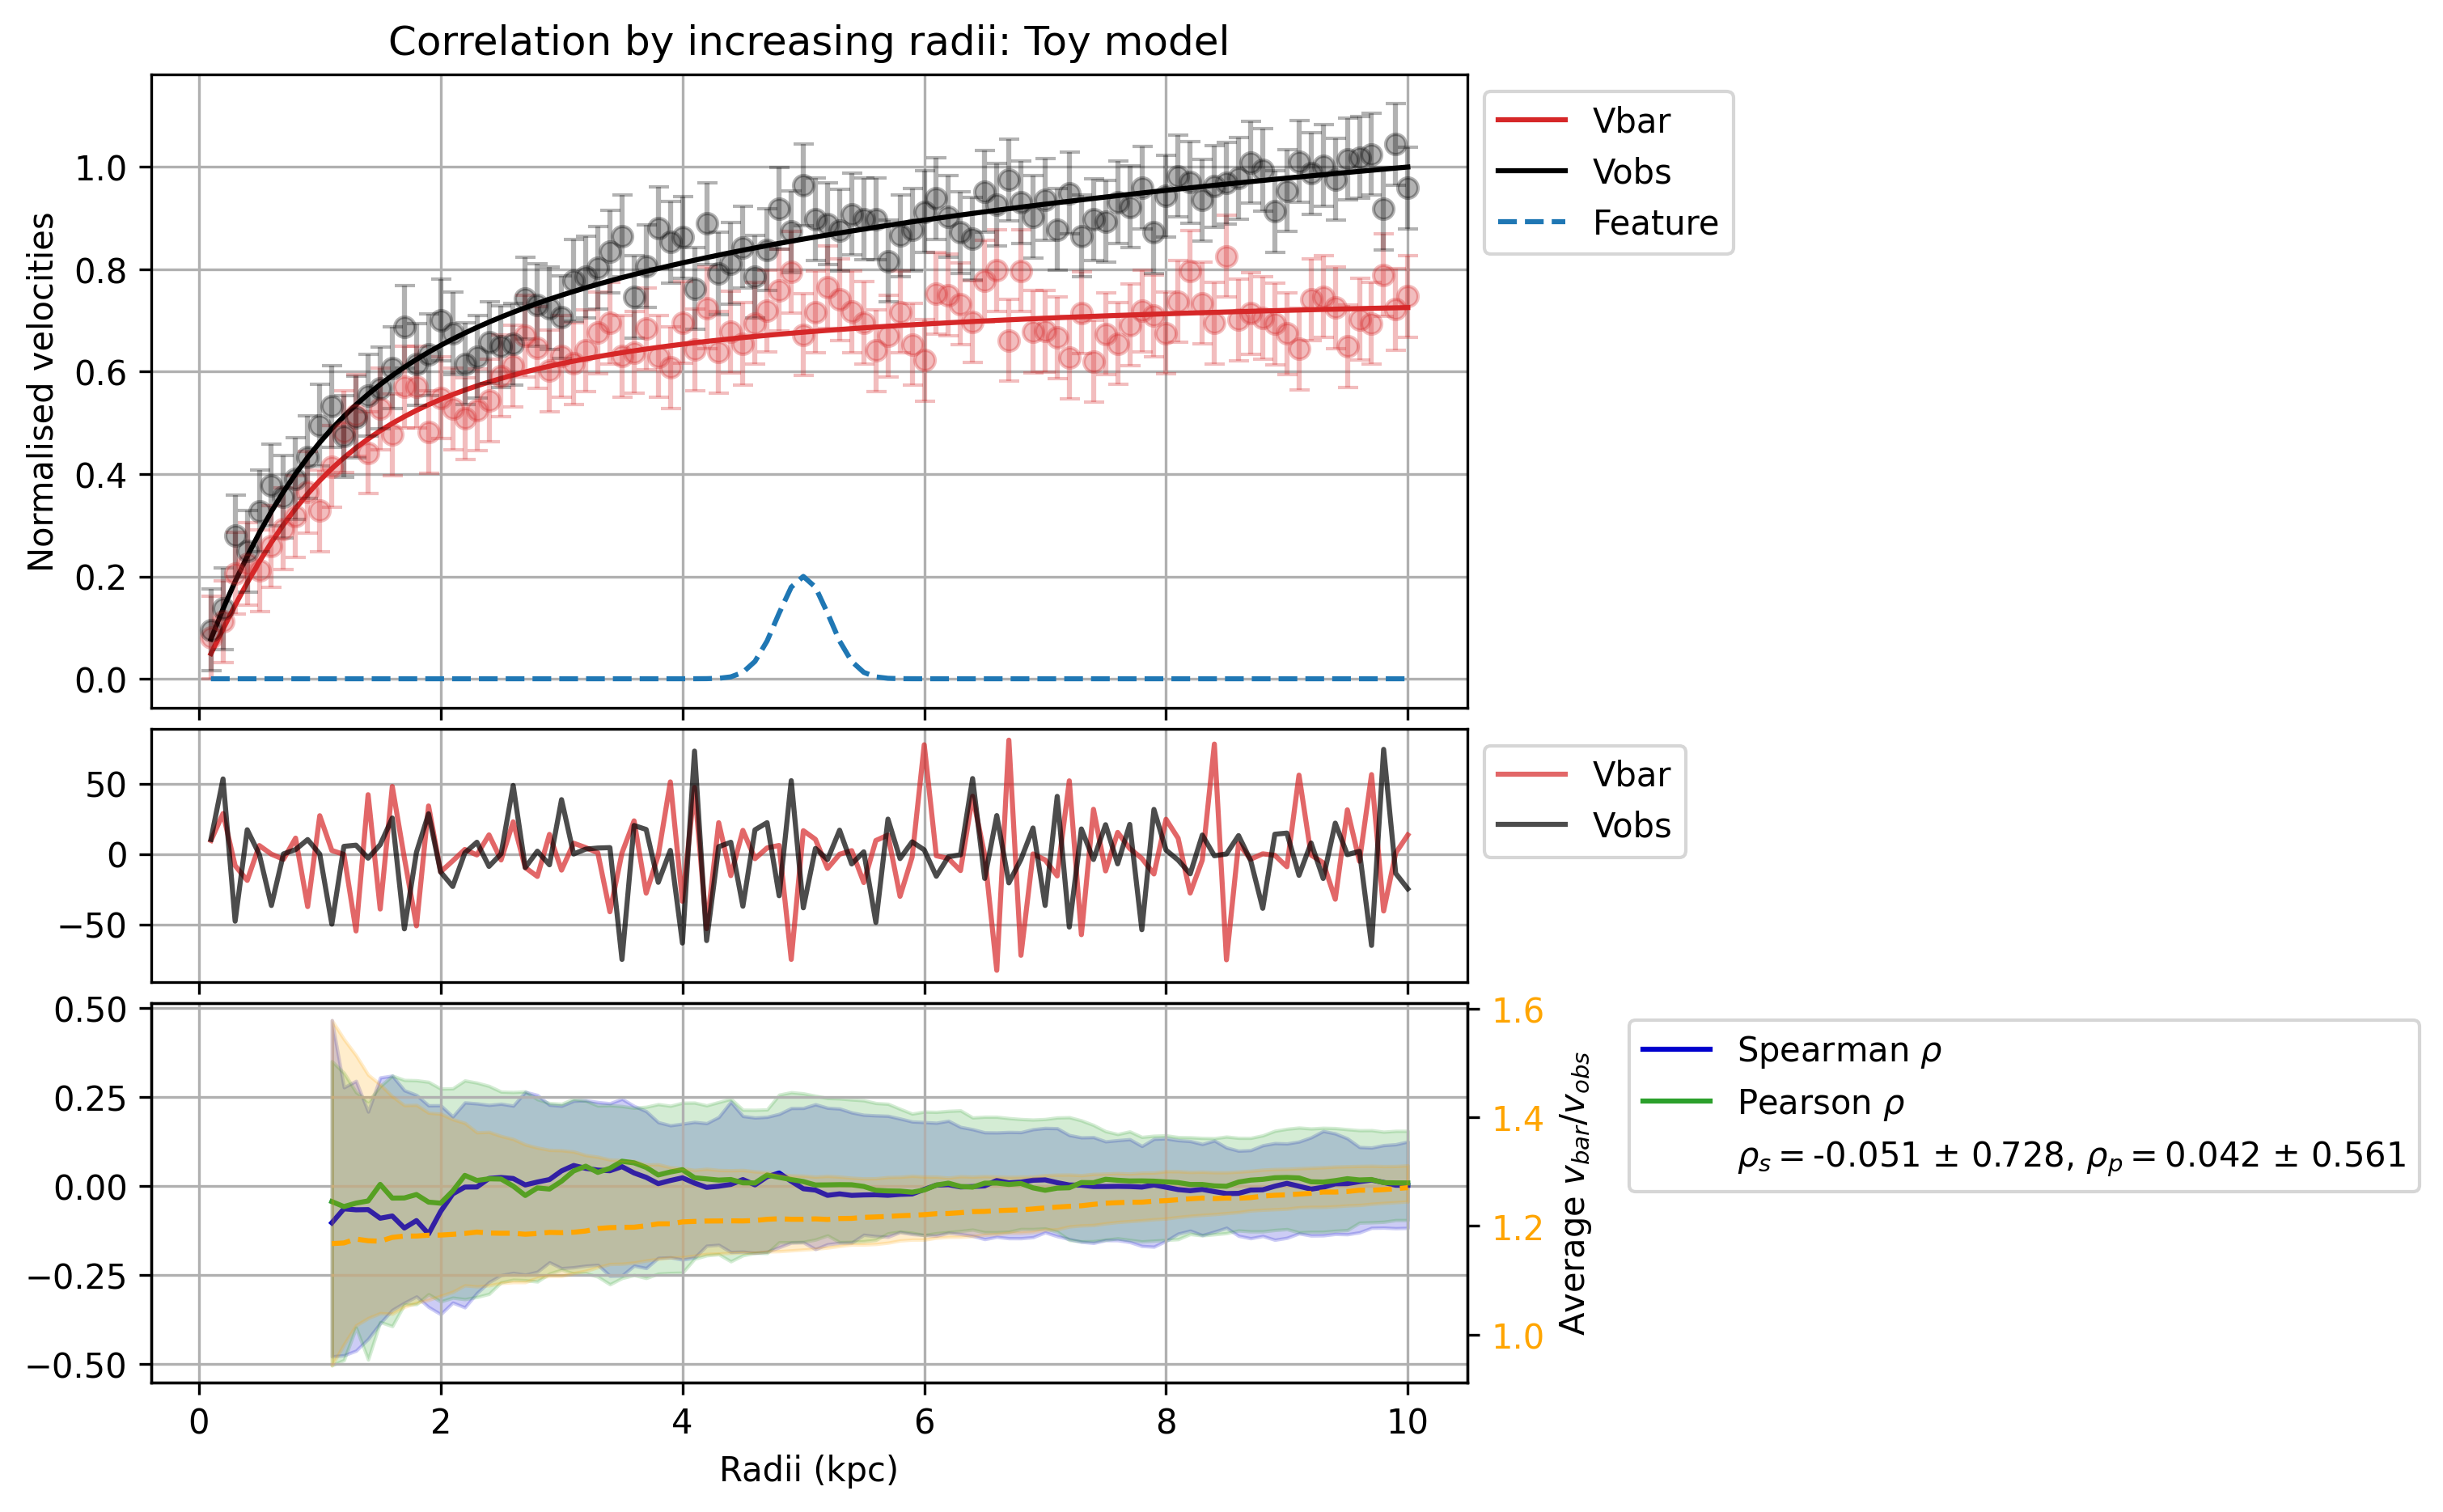 Correlation by increasing radii: Toy model
Normalised velocities
1.0
0.8
0.6
0.4
0.2
0.0
Vbar
Vobs
Feature
50
0
−50
Vbar
Vobs
0.50
0.25
0.00
−0.25
−0.50
0
2
4
6
8
10
Radii (kpc)
1.6
1.4
1.2
1.0
Average v_bar/v_obs
Spearman ρ
Pearson ρ
ρ_s = -0.051 ± 0.728, ρ_p = 0.042 ± 0.561